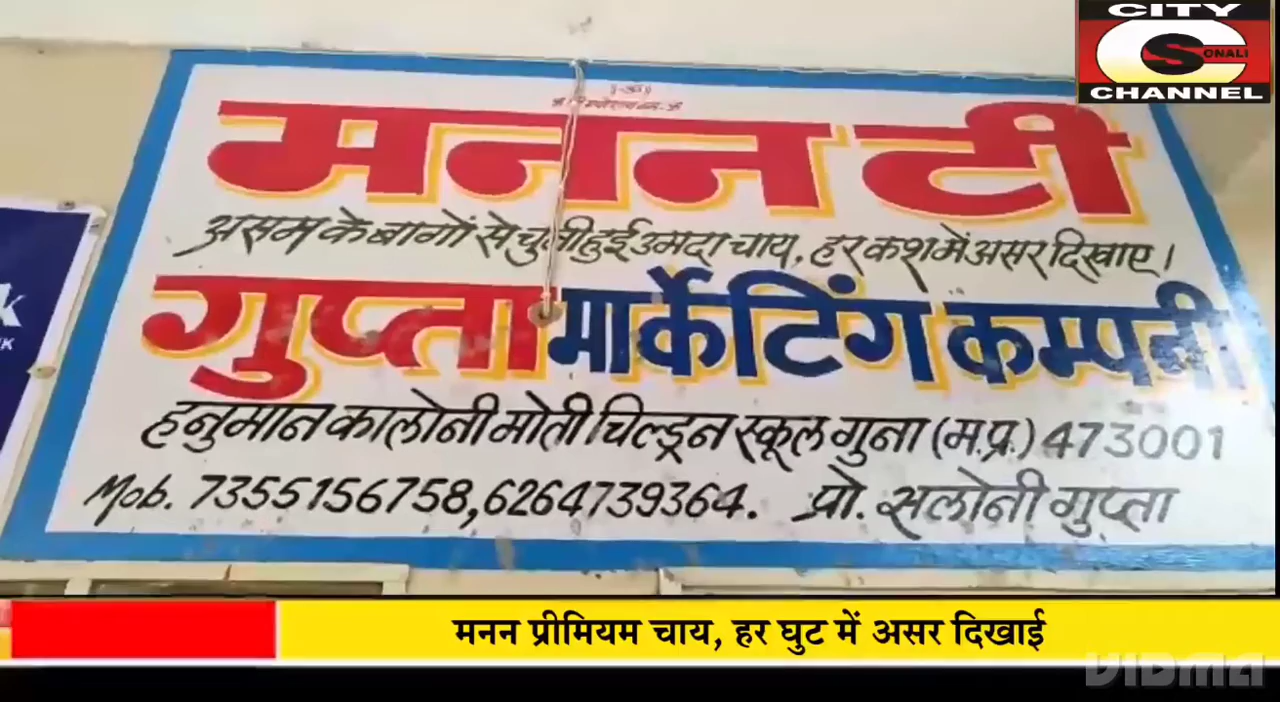 CITY
SONALI
CHANNEL
मनन टी
असम के बागों से चुनी हुई उमदा चाय, हर कश में असर दिखाए।
गुप्ता मार्केटिंग कम्पनी
हनुमान कालोनी मोती चिल्ड्रन स्कूल गुना (म.प्र.) 473001
Mob. 7355156758, 6264739364. प्रो. सलोनी गुप्ता
मनन प्रीमियम चाय, हर घुट में असर दिखाई
VIDMA